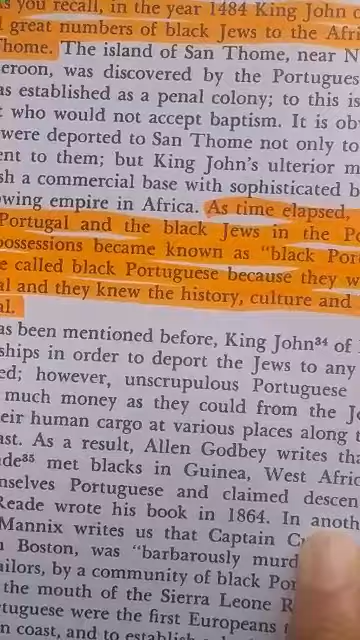 s you recall, in the year 1484 King John
great numbers of black Jews to the Afri
Thome. The island of San Thome, near N
eroon, was discovered by the Portugues
as established as a penal colony; to this is
who would not accept baptism. It is ob
were deported to San Thome not only to
ent to them; but King John's ulterior m
sh a commercial base with sophisticated b
wing empire in Africa. As time elapsed,
Portugal and the black Jews in the Po
possessions became known as "black Por
e called black Portuguese because they w
al and they knew the history, culture and
al.
as been mentioned before, King John³⁴ of
ships in order to deport the Jews to any
ed; however, unscrupulous Portuguese
much money as they could from the Je
eir human cargo at various places along t
ast. As a result, Allen Godbey writes tha
de³⁵ met blacks in Guinea, West Afric
mselves Portuguese and claimed descen
Reade wrote his book in 1864. In anoth
Mannix writes us that Captain C
n Boston, was "barbarously murd
ailors, by a community of black Por
the mouth of the Sierra Leone R
tuguese were the first Europeans
n coast, and to establish